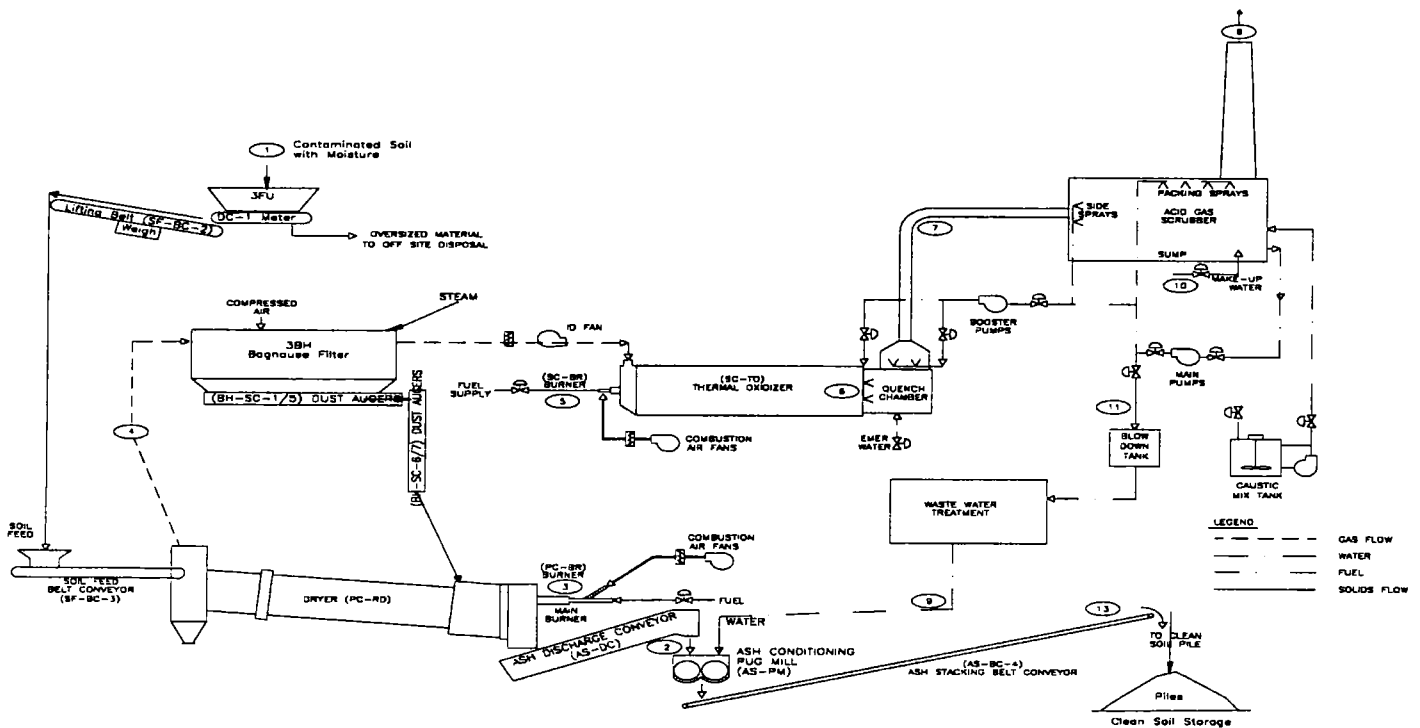 8
1
Contaminated Soil
with Moisture
3FU
DC-1 Meter
Lifting Belt (SF-BC-2)
Weigh
OVERSIZED MATERIAL
TO OFF SITE DISPOSAL
PACKING SPRAYS
SIDE
SPRAYS
ACID GAS
SCRUBBER
SUMP
7
10
MAKE-UP
WATER
COMPRESSED
AIR
STEAM
ID FAN
3BH
Baghouse Filter
(BH-SC-1/5) DUST AUGERS
(BH-SC-6/7) DUST AUGERS
4
FUEL
SUPPLY
(SC-BR)
BURNER
5
(SC-TO)
THERMAL OXIDIZER
6
QUENCH
CHAMBER
BOOSTER
PUMPS
MAIN
PUMPS
COMBUSTION
AIR FANS
EMER
WATER
11
BLOW
DOWN
TANK
CAUSTIC
MIX TANK
WASTE WATER
TREATMENT
LEGEND
GAS FLOW
WATER
FUEL
SOLIDS FLOW
SOIL
FEED
SOIL FEED
BELT CONVEYOR
(SF-BC-3)
DRYER (PC-RD)
(PC-BR)
BURNER
3
MAIN
BURNER
COMBUSTION
AIR FANS
FUEL
ASH DISCHARGE CONVEYOR
(AS-DC)
2
WATER
9
ASH CONDITIONING
PUG MILL
(AS-PM)
(AS-BC-4)
ASH STACKING BELT CONVEYOR
13
TO CLEAN
SOIL PILE
Piles
Clean Soil Storage